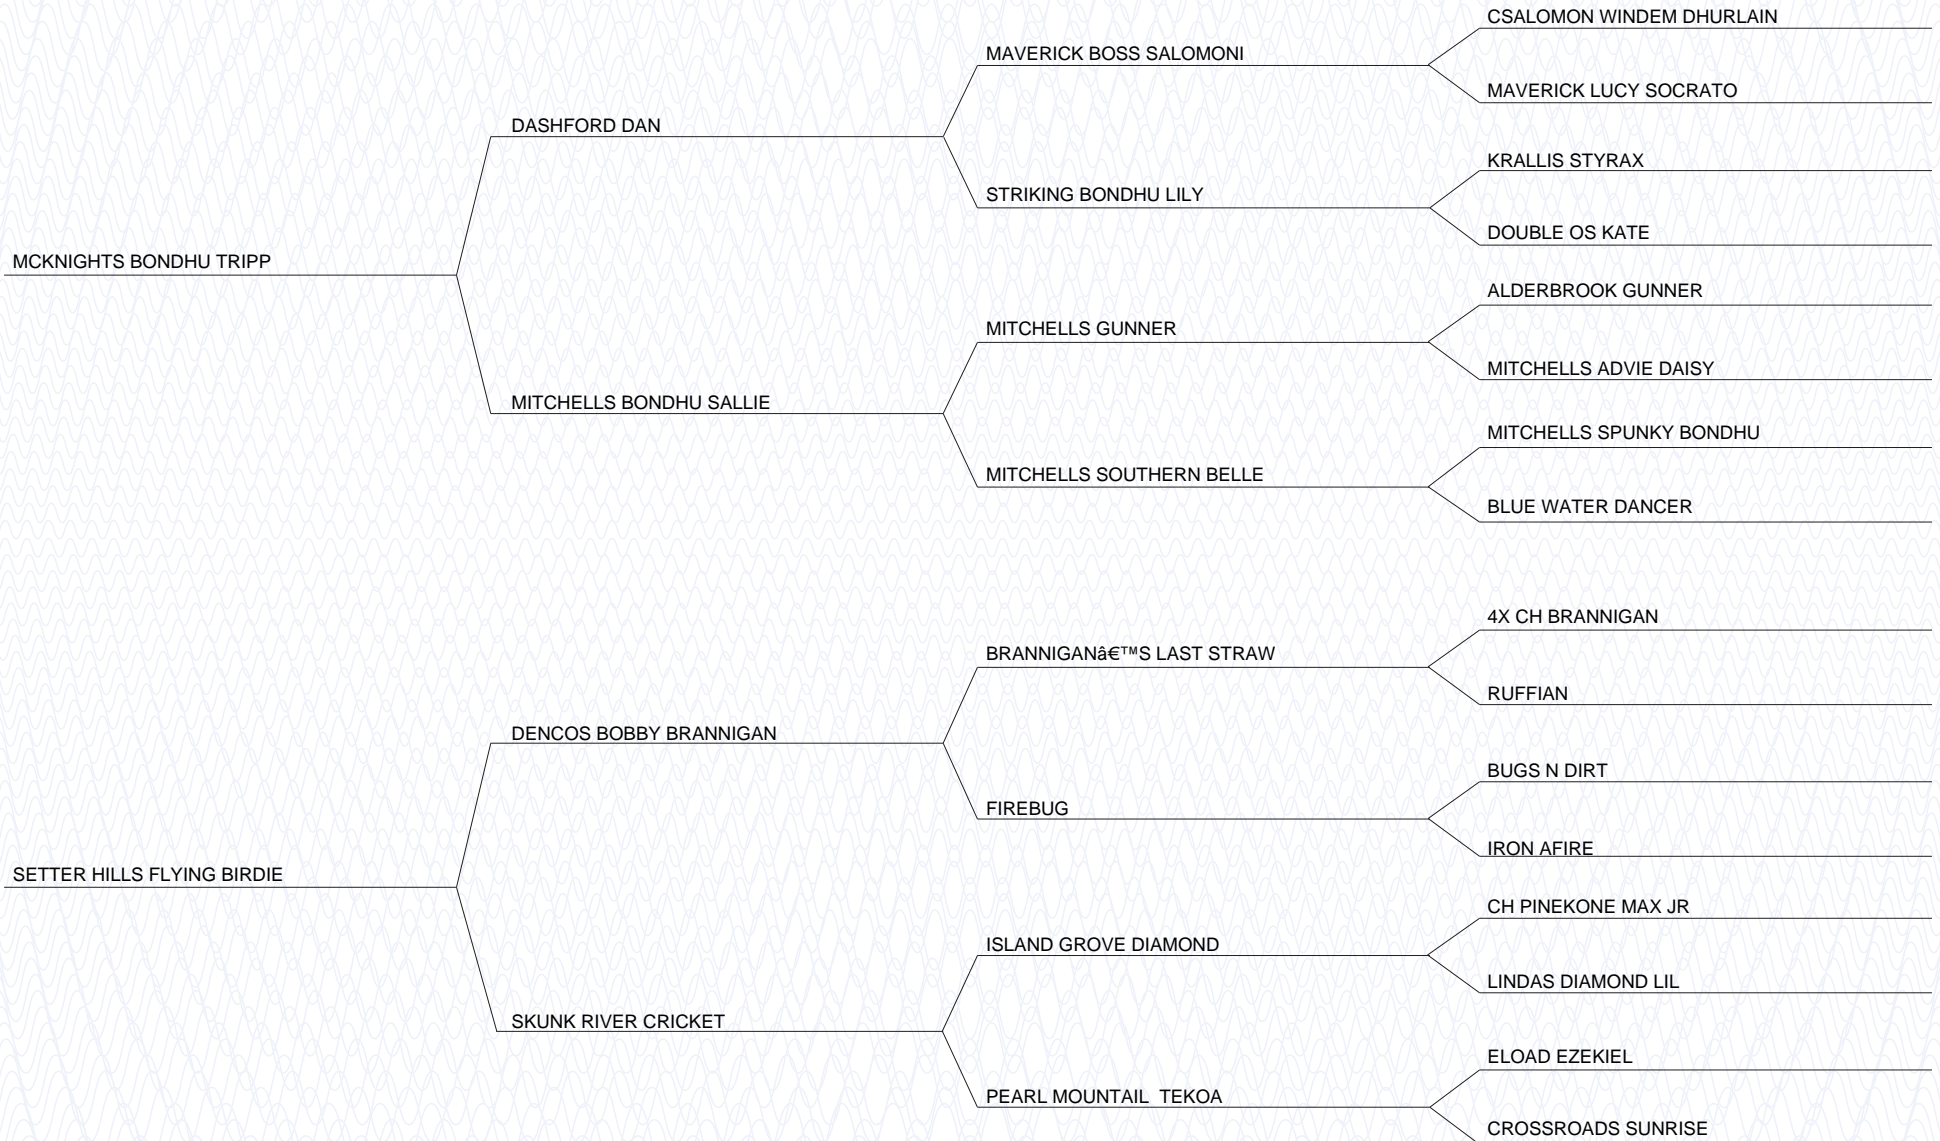 CSALOMON WINDEM DHURLAIN
MAVERICK BOSS SALOMONI
MAVERICK LUCY SOCRATO
DASHFORD DAN
KRALLIS STYRAX
STRIKING BONDHU LILY
DOUBLE OS KATE
MCKNIGHTS BONDHU TRIPP
ALDERBROOK GUNNER
MITCHELLS GUNNER
MITCHELLS ADVIE DAISY
MITCHELLS BONDHU SALLIE
MITCHELLS SPUNKY BONDHU
MITCHELLS SOUTHERN BELLE
BLUE WATER DANCER
4X CH BRANNIGAN
BRANNIGANâ€™S LAST STRAW
RUFFIAN
DENCOS BOBBY BRANNIGAN
BUGS N DIRT
FIREBUG
IRON AFIRE
SETTER HILLS FLYING BIRDIE
CH PINEKONE MAX JR
ISLAND GROVE DIAMOND
LINDAS DIAMOND LIL
SKUNK RIVER CRICKET
ELOAD EZEKIEL
PEARL MOUNTAIL  TEKOA
CROSSROADS SUNRISE